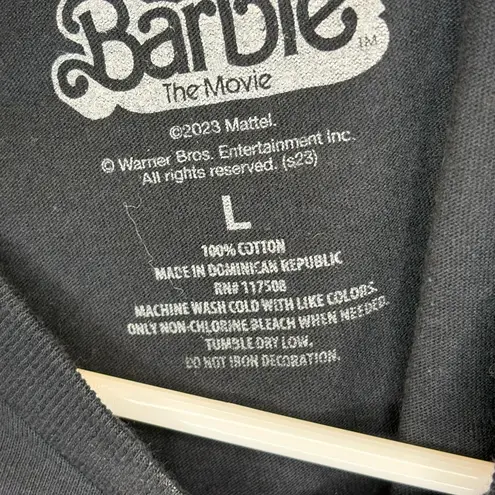 Barbie TM
The Movie
©2023 Mattel.
© Warner Bros. Entertainment Inc.
All rights reserved. (s23)
L
100% COTTON
MADE IN DOMINICAN REPUBLIC
RN# 117508
MACHINE WASH COLD WITH LIKE COLORS.
ONLY NON-CHLORINE BLEACH WHEN NEEDED.
TUMBLE DRY LOW.
DO NOT IRON DECORATION.